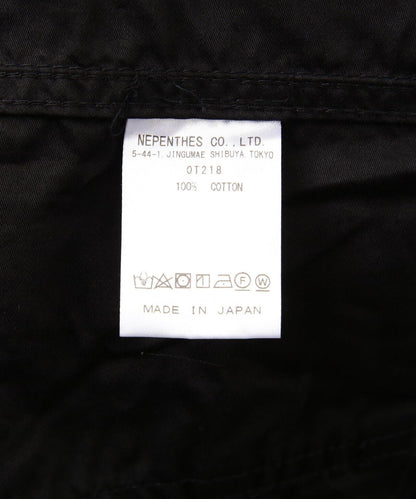 NEPENTHES CO., LTD.
5-44-1, JINGUMAE SHIBUYA TOKYO
OT218
100% COTTON
F W
MADE IN JAPAN